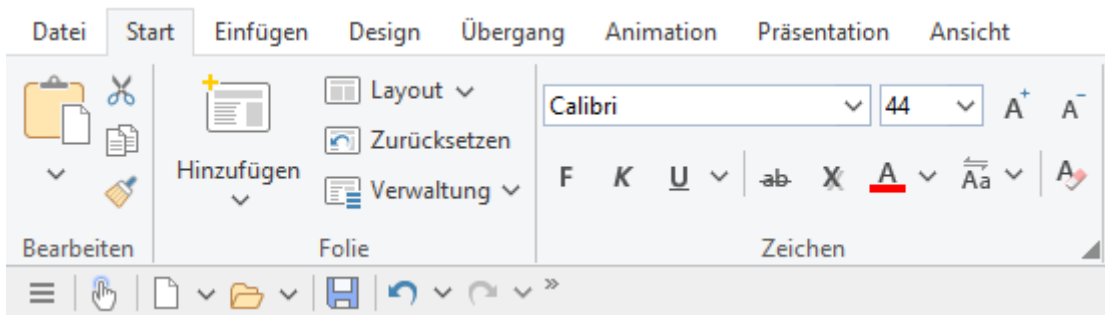 Datei Start Einfügen Design Übergang Animation Präsentation Ansicht
Layout
Calibri 44 A+ A-
Zurücksetzen
Hinzufügen
F K U ab X A Aa A
Verwaltung
Bearbeiten Folie Zeichen